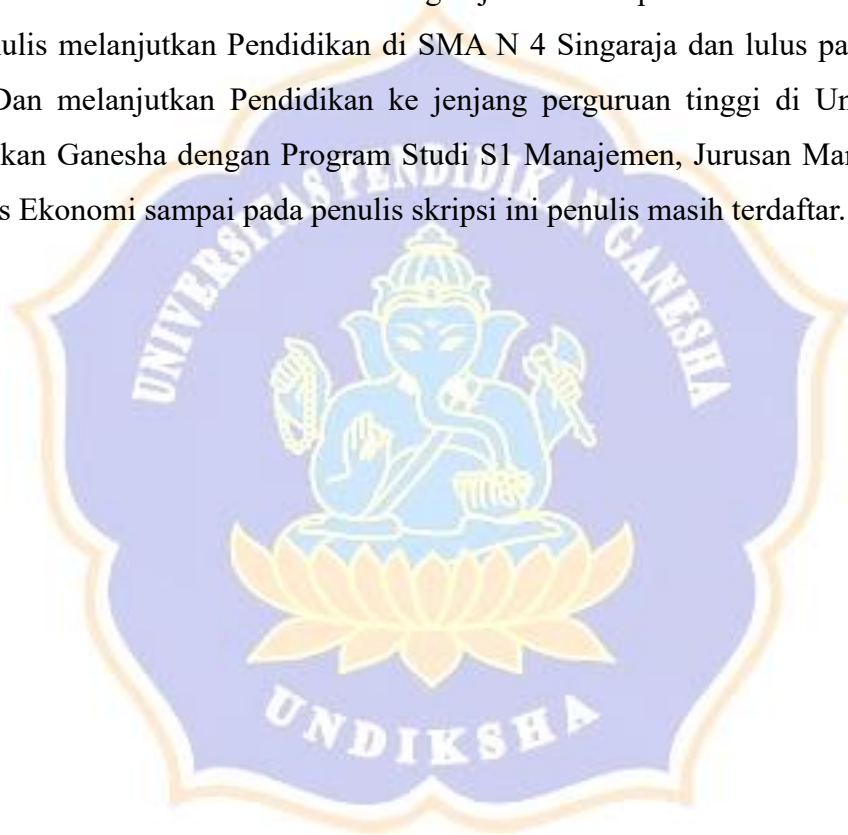 ulis melanjutkan Pendidikan di SMA N 4 Singaraja dan lulus pa
Dan melanjutkan Pendidikan ke jenjang perguruan tinggi di Un
kan Ganesha dengan Program Studi S1 Manajemen, Jurusan Mar
s Ekonomi sampai pada penulis skripsi ini penulis masih terdaftar.
UNIVERSITAS PENDIDIKAN GANESHA
UNDIKSHA